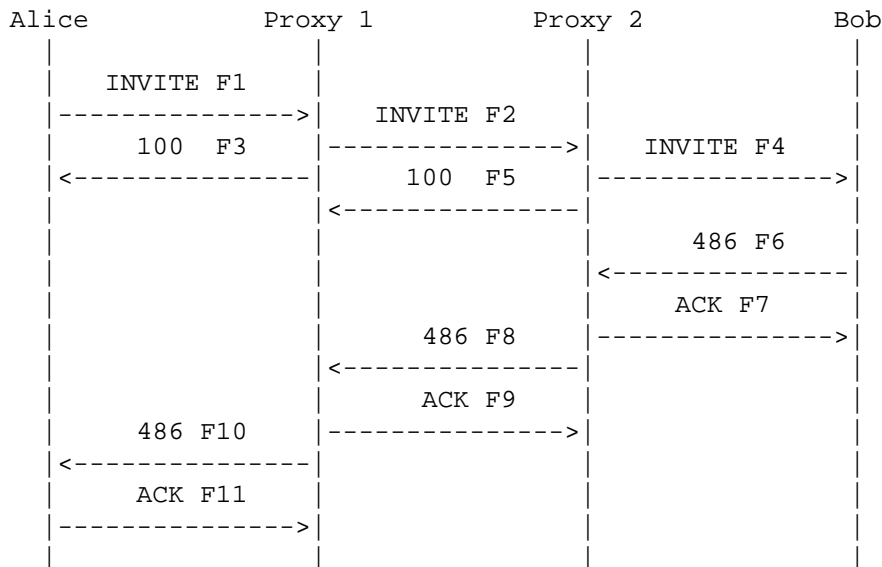 Alice Proxy 1 Proxy 2 Bob
INVITE F1
INVITE F2
100 F3 INVITE F4
100 F5
486 F6
ACK F7
486 F8
ACK F9
486 F10
ACK F11